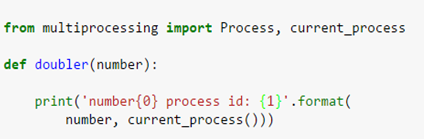 from multiprocessing import Process, current_process
def doubler(number):
print('number{0} process id: {1}'.format(
number, current_process()))